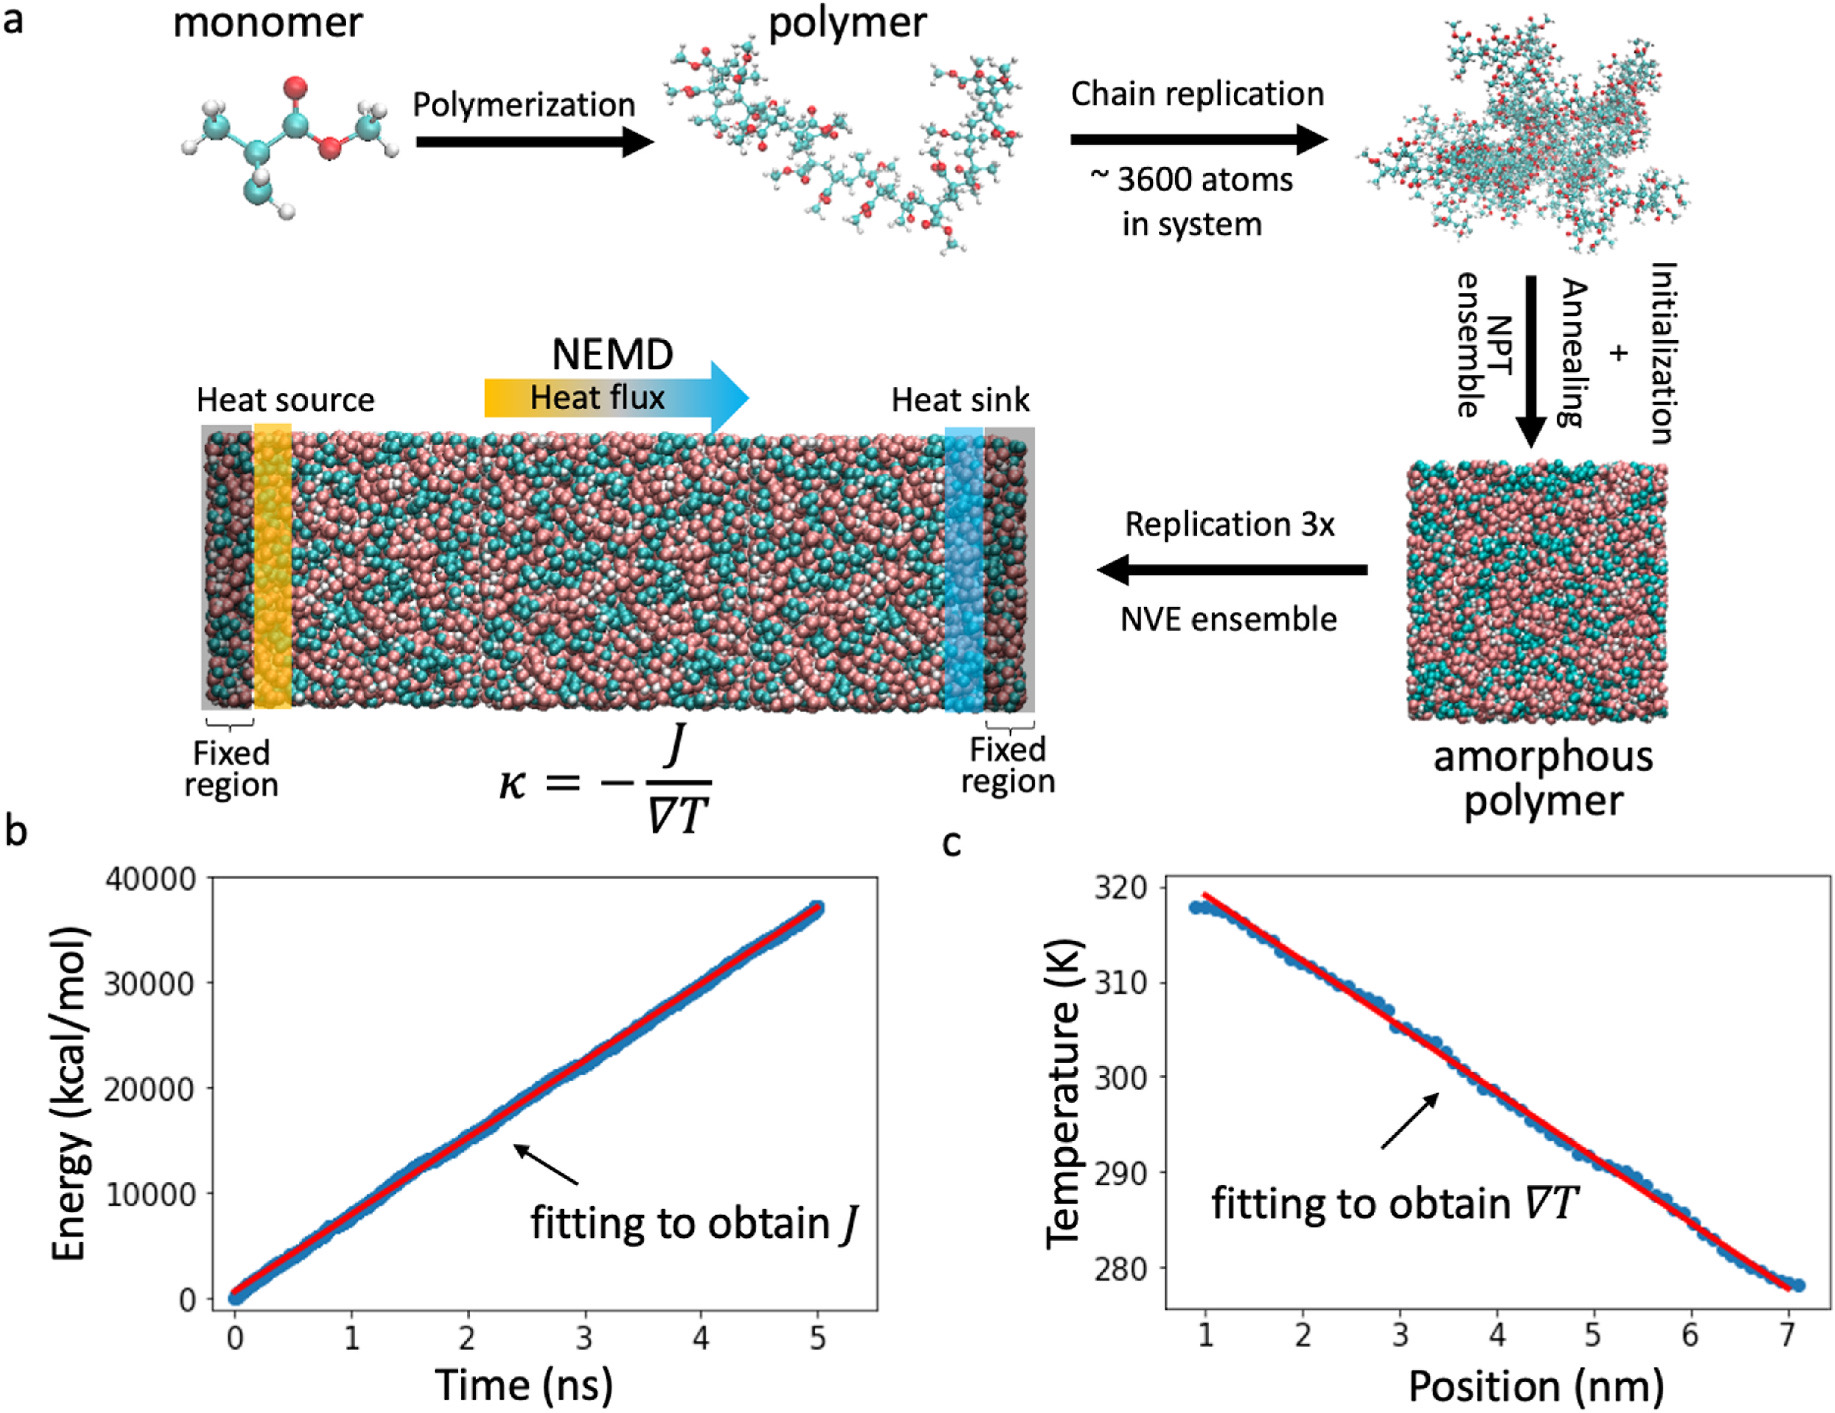 a
monomer
polymer
Polymerization
Chain replication
~ 3600 atoms
in system
Initialization
+
Annealing
NPT
ensemble
NEMD
Heat flux
Heat source
Heat sink
Replication 3x
NVE ensemble
Fixed
region
Fixed
region
κ = − J / ∇T
amorphous
polymer
b
40000
30000
20000
10000
0
Energy (kcal/mol)
fitting to obtain J
0 1 2 3 4 5
Time (ns)
c
320
310
300
290
280
Temperature (K)
fitting to obtain ∇T
1 2 3 4 5 6 7
Position (nm)